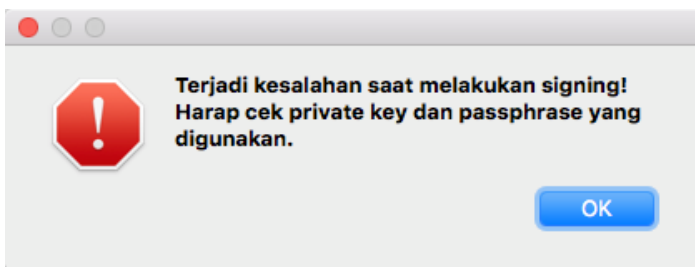 Terjadi kesalahan saat melakukan signing!
Harap cek private key dan passphrase yang
digunakan.
OK